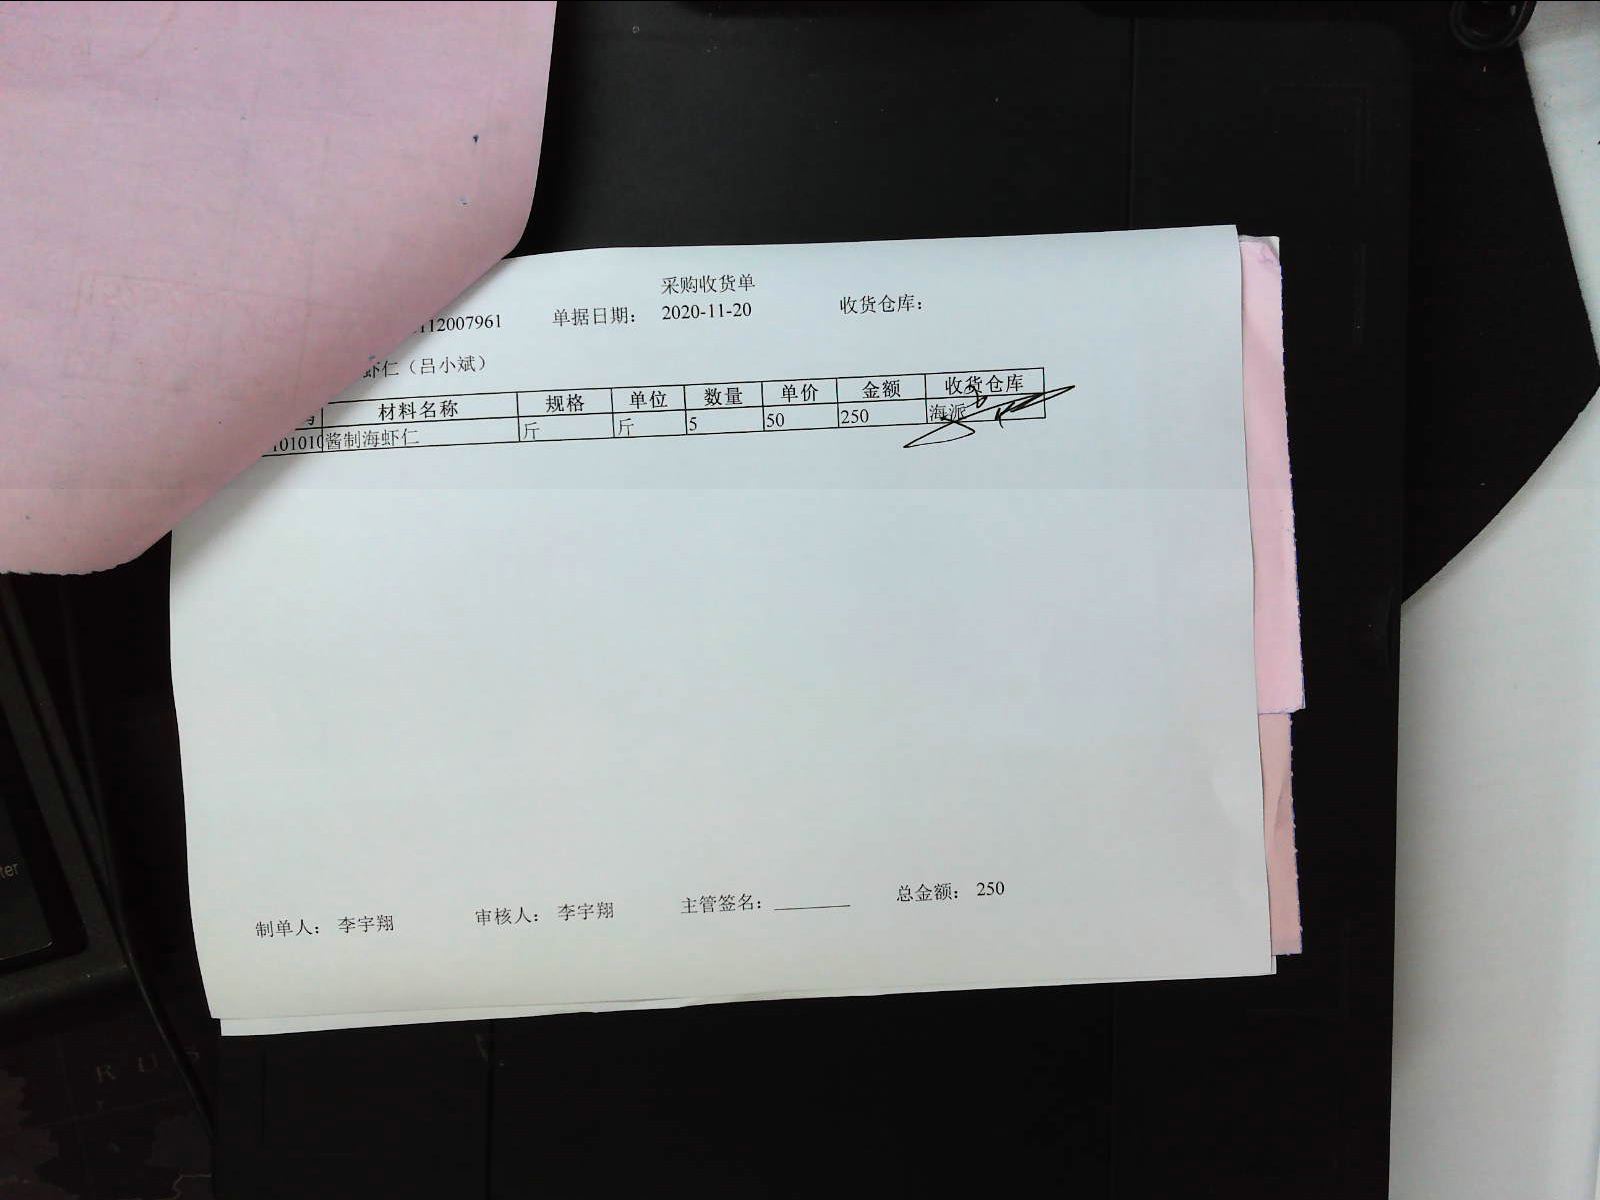 采购收货单
112007961 单据日期： 2020-11-20 收货仓库：
虾仁（吕小斌）
材料名称 规格 单位 数量 单价 金额 收货仓库
101010 酱制海虾仁 斤 斤 5 50 250 海派
制单人： 李宇翔 审核人： 李宇翔 主管签名： 总金额： 250
ter
R U S